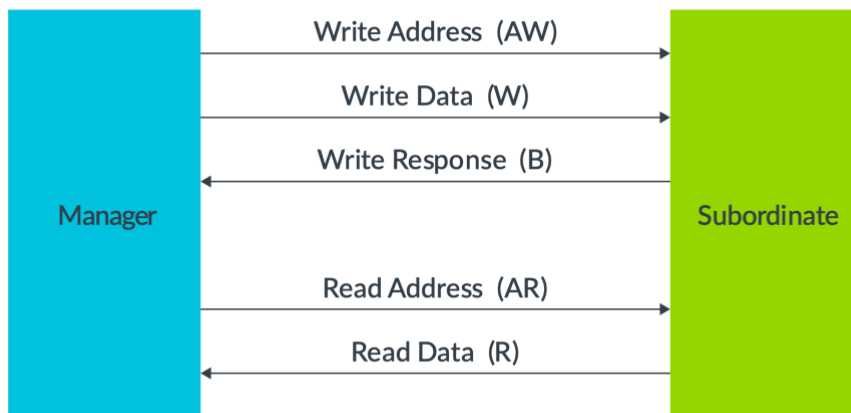 Write Address (AW)
Write Data (W)
Write Response (B)
Manager
Subordinate
Read Address (AR)
Read Data (R)